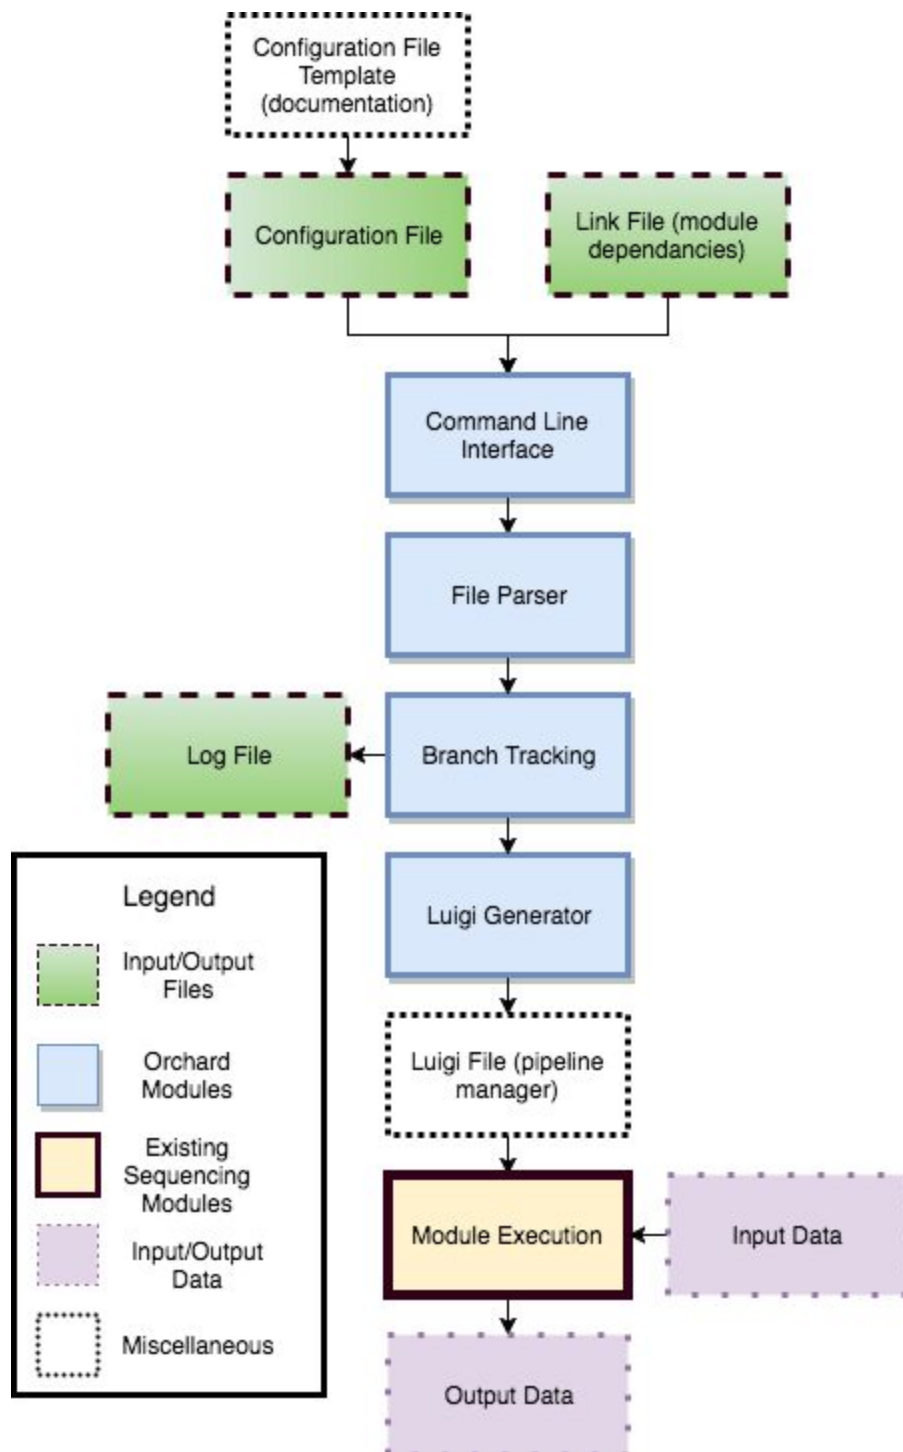 Configuration File
Template
(documentation)
Configuration File
Link File (module
dependancies)
Command Line
Interface
File Parser
Log File
Branch Tracking
Luigi Generator
Luigi File (pipeline
manager)
Module Execution
Input Data
Output Data
Legend
Input/Output
Files
Orchard
Modules
Existing
Sequencing
Modules
Input/Output
Data
Miscellaneous